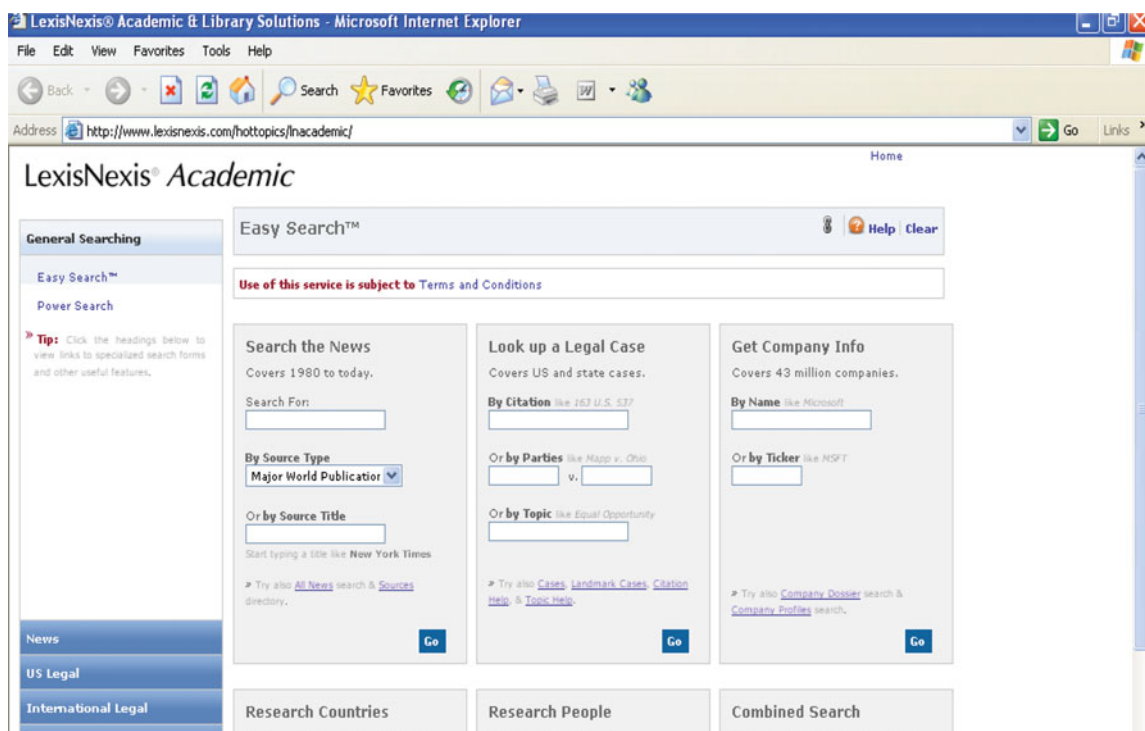 LexisNexis® Academic & Library Solutions - Microsoft Internet Explorer
File Edit View Favorites Tools Help
Back Search Favorites
Address http://www.lexisnexis.com/hottopics/lnacademic/ Go Links
Home
LexisNexis® Academic
General Searching
Easy Search™
Power Search
» Tip: Click the headings below to
view links to specialized search forms
and other useful features.
News
US Legal
International Legal
Easy Search™ Help Clear
Use of this service is subject to Terms and Conditions
Search the News
Covers 1980 to today.
Search For:
By Source Type
Major World Publication
Or by Source Title
Start typing a title like New York Times
» Try also All News search & Sources
directory.
Go
Look up a Legal Case
Covers US and state cases.
By Citation like 163 U.S. 537
Or by Parties like Mapp v. Ohio
v.
Or by Topic like Equal Opportunity
» Try also Cases, Landmark Cases, Citation
Help, & Topic Help.
Go
Get Company Info
Covers 43 million companies.
By Name like Microsoft
Or by Ticker like MSFT
» Try also Company Dossier search &
Company Profiles search.
Go
Research Countries
Research People
Combined Search